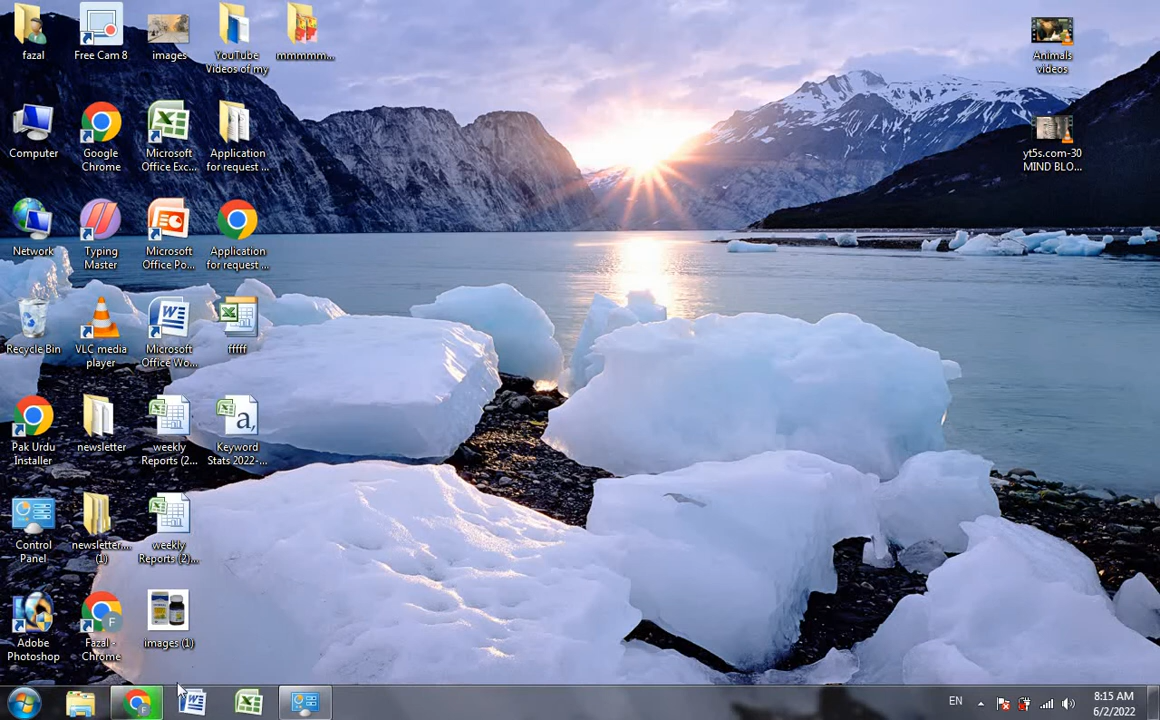 fazal
Free Cam 8
images
YouTube
Videos of my
mmmmm...
Animals
videos
Computer
Google
Chrome
Microsoft
Office Exc...
Application
for request ...
yt5s.com-30
MIND BLO...
Network
Typing
Master
Microsoft
Office Po...
Application
for request ...
Recycle Bin
VLC media
player
Microsoft
Office Wo...
fffff
Pak Urdu
Installer
newsletter
weekly
Reports (2...
Keyword
Stats 2022-...
Control
Panel
newsletter...
(1)
weekly
Reports (2)...
Adobe
Photoshop
Fazal -
Chrome
images (1)
EN
8:15 AM
6/2/2022